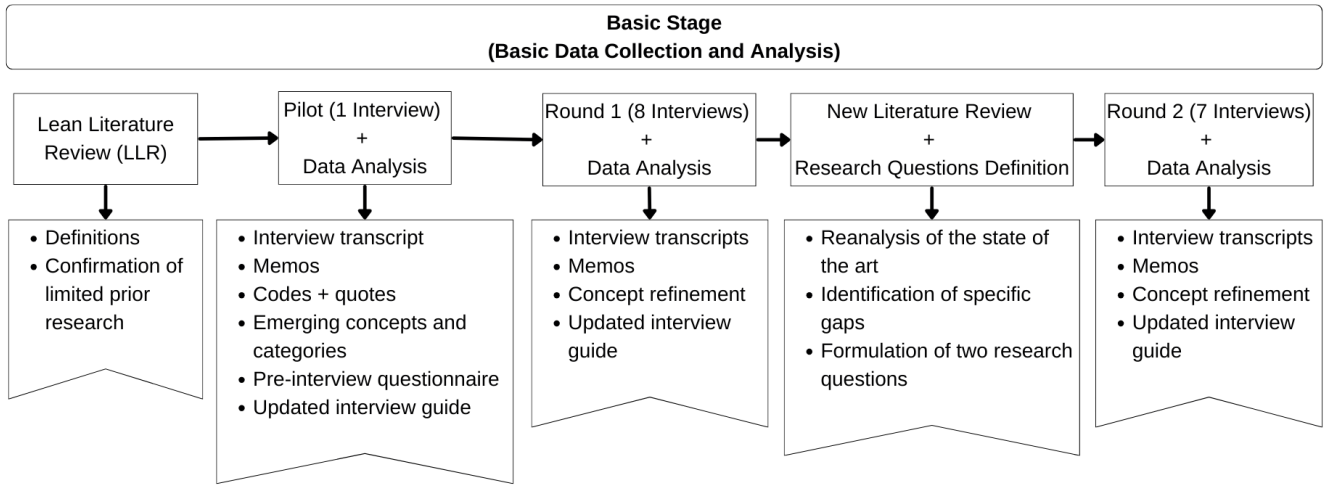 Basic Stage
(Basic Data Collection and Analysis)
Lean Literature
Review (LLR)
Pilot (1 Interview)
+
Data Analysis
Round 1 (8 Interviews)
+
Data Analysis
New Literature Review
+
Research Questions Definition
Round 2 (7 Interviews)
+
Data Analysis
• Definitions
• Confirmation of
limited prior
research
• Interview transcript
• Memos
• Codes + quotes
• Emerging concepts and
categories
• Pre-interview questionnaire
• Updated interview guide
• Interview transcripts
• Memos
• Concept refinement
• Updated interview
guide
• Reanalysis of the state of
the art
• Identification of specific
gaps
• Formulation of two research
questions
• Interview transcripts
• Memos
• Concept refinement
• Updated interview
guide